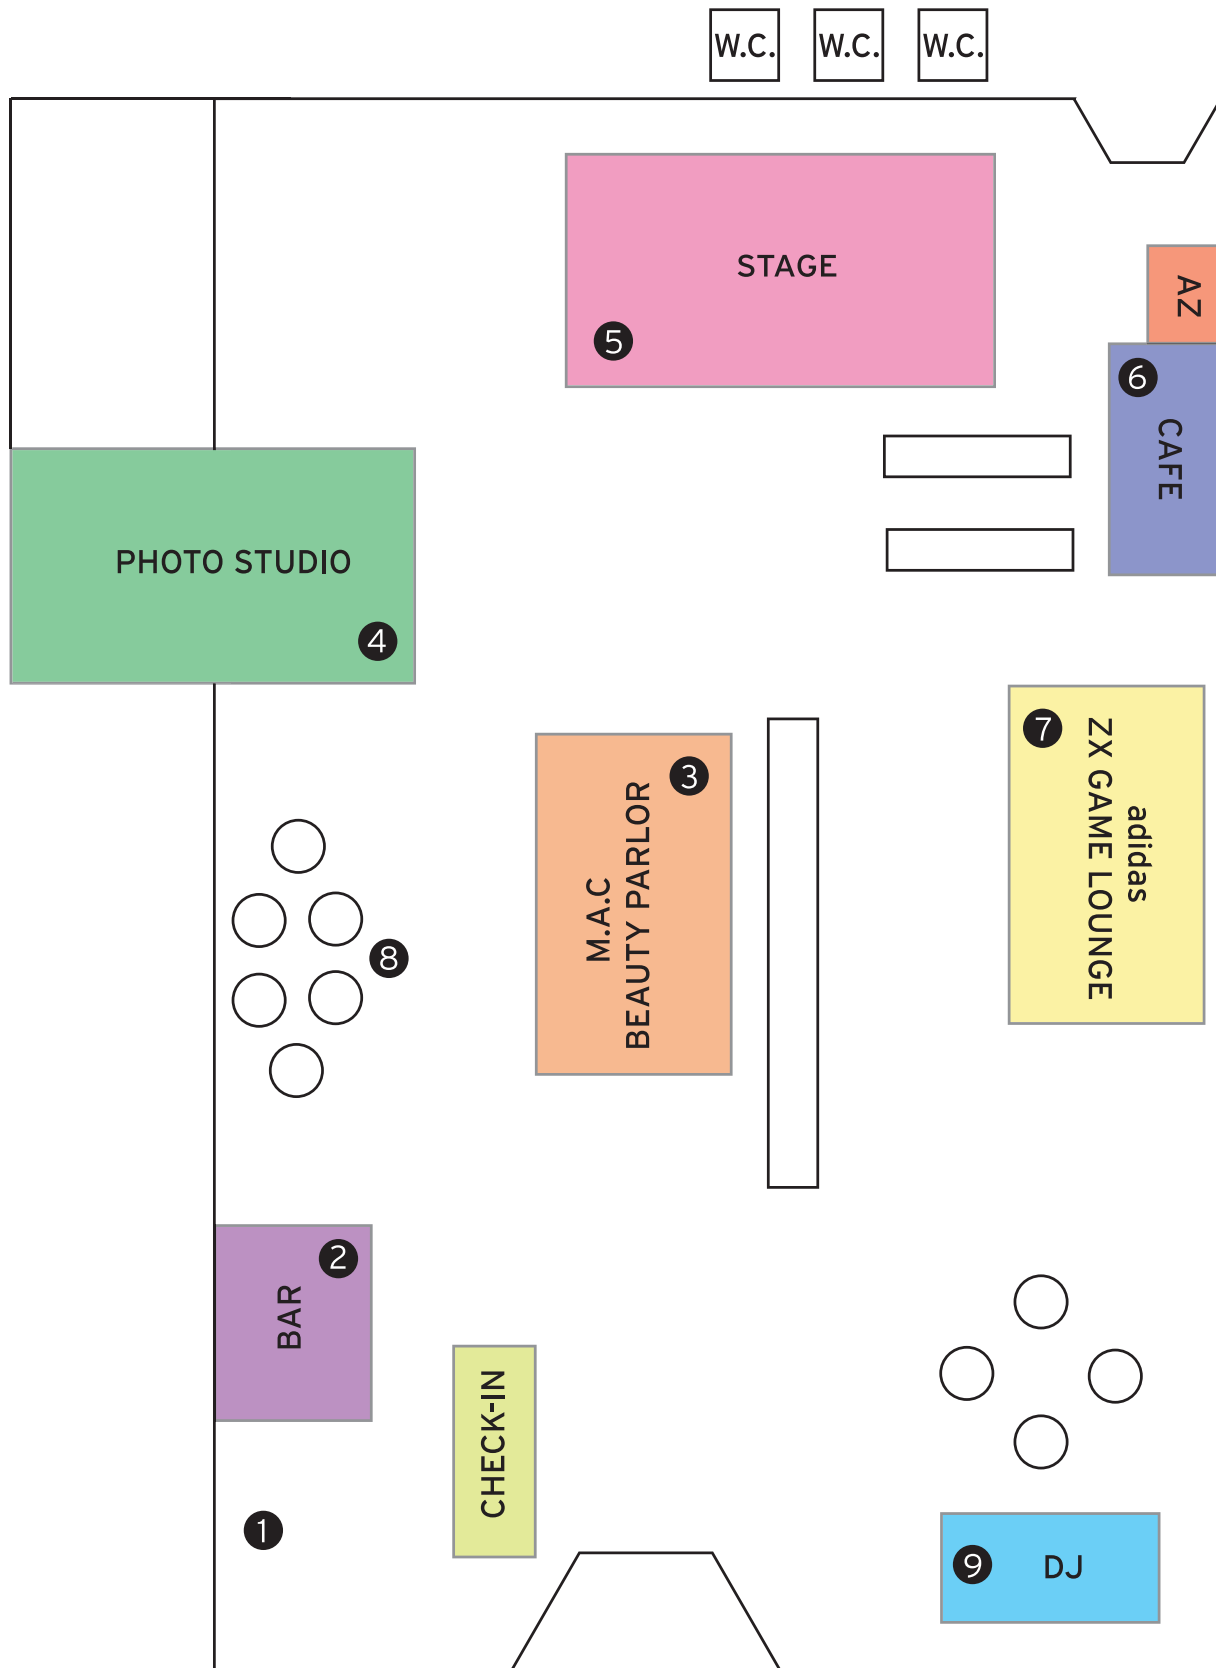 W.C. W.C. W.C.
STAGE
5
AZ
6
CAFE
PHOTO STUDIO
4
7
adidas
ZX GAME LOUNGE
3
M.A.C
BEAUTY PARLOR
8
2
BAR
CHECK-IN
1
9 DJ